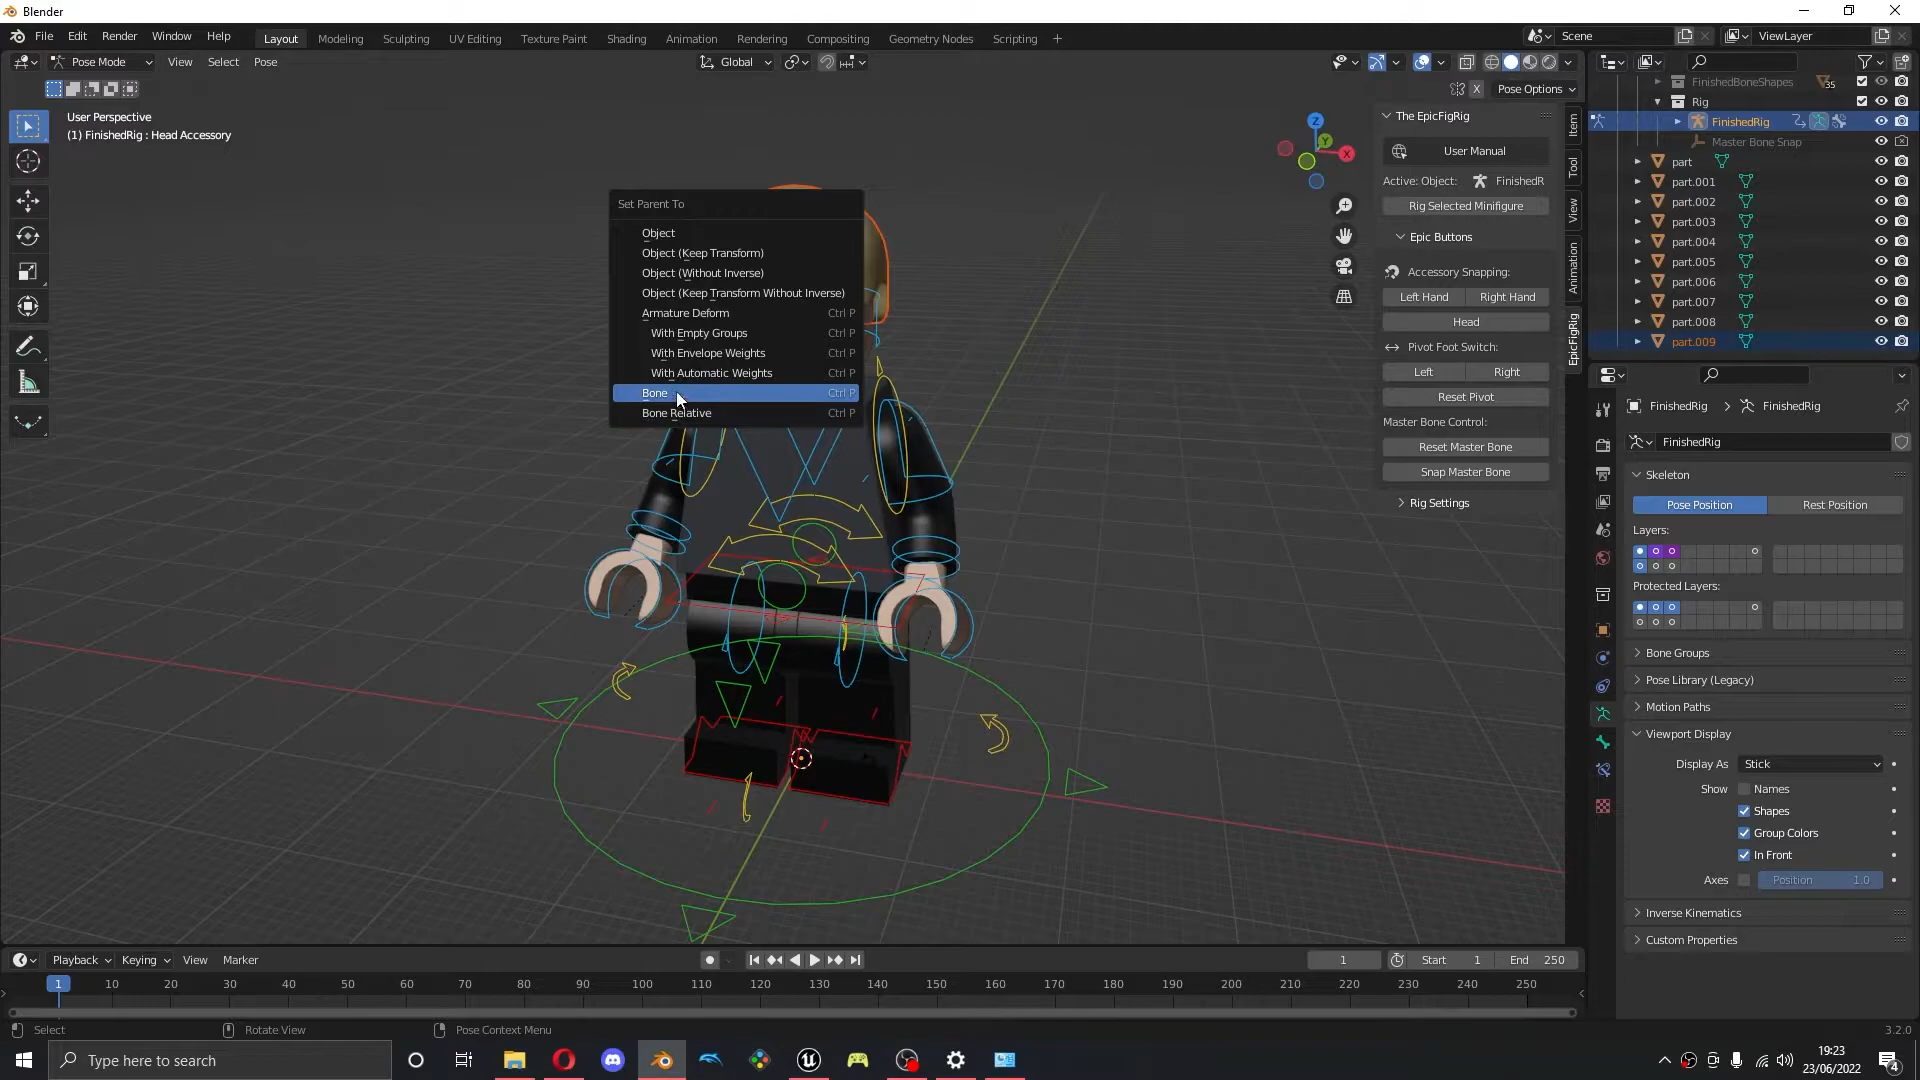 Blender
File Edit Render Window Help
Layout Modeling Sculpting UV Editing Texture Paint Shading Animation Rendering Compositing Geometry Nodes Scripting +
Scene
ViewLayer
Pose Mode View Select Pose
Global
X Pose Options
User Perspective
(1) FinishedRig : Head Accessory
Set Parent To
Object
Object (Keep Transform)
Object (Without Inverse)
Object (Keep Transform Without Inverse)
Armature Deform Ctrl P
With Empty Groups Ctrl P
With Envelope Weights Ctrl P
With Automatic Weights Ctrl P
Bone Ctrl P
Bone Relative Ctrl P
Z
Y
X
The EpicFigRig
User Manual
Active: Object: FinishedR
Rig Selected Minifigure
Epic Buttons
Accessory Snapping:
Left Hand Right Hand
Head
Pivot Foot Switch:
Left Right
Reset Pivot
Master Bone Control:
Reset Master Bone
Snap Master Bone
Rig Settings
Item
Tool
View
Animation
EpicFigRig
FinishedBoneShapes 35
Rig
FinishedRig
Master Bone Snap
part
part.001
part.002
part.003
part.004
part.005
part.006
part.007
part.008
part.009
FinishedRig > FinishedRig
FinishedRig
Skeleton
Pose Position Rest Position
Layers:
Protected Layers:
Bone Groups
Pose Library (Legacy)
Motion Paths
Viewport Display
Display As Stick
Show Names
Shapes
Group Colors
In Front
Axes Position 1.0
Inverse Kinematics
Custom Properties
Playback Keying View Marker
1 Start 1 End 250
1 10 20 30 40 50 60 70 80 90 100 110 120 130 140 150 160 170 180 190 200 210 220 230 240 250
Select Rotate View Pose Context Menu 3.2.0
Type here to search
19:23
23/06/2022
4